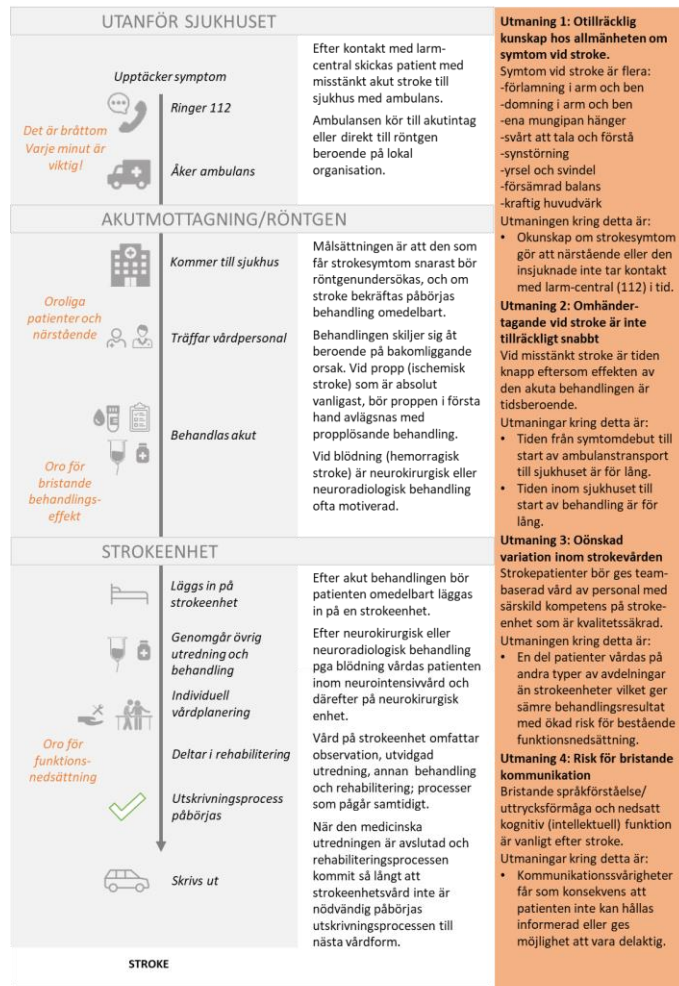 UTANFÖR SJUKHUSET
Upptäcker symptom
Ringer 112
Det är bråttom
Varje minut är
viktig!
Åker ambulans
Efter kontakt med larm-
central skickas patient med
misstänkt akut stroke till
sjukhus med ambulans.
Ambulansen kör till akutintag
eller direkt till röntgen
beroende på lokal
organisation.
AKUTMOTTAGNING/RÖNTGEN
Kommer till sjukhus
Oroliga
patienter och
närstående
Träffar vårdpersonal
Behandlas akut
Oro för
bristande
behandlings-
effekt
Målsättningen är att den som
får strokesymtom snarast bör
röntgenundersökas, och om
stroke bekräftas påbörjas
behandling omedelbart.
Behandlingen skiljer sig åt
beroende på bakomliggande
orsak. Vid propp (ischemisk
stroke) som är absolut
vanligast, bör proppen i första
hand avlägsnas med
propplösande behandling.
Vid blödning (hemorragisk
stroke) är neurokirurgisk eller
neuroradiologisk behandling
ofta motiverad.
STROKEENHET
Läggs in på
strokeenhet
Genomgår övrig
utredning och
behandling
Individuell
vårdplanering
Oro för
funktions-
nedsättning
Deltar i rehabilitering
Utskrivningsprocess
påbörjas
Skrivs ut
Efter akut behandlingen bör
patienten omedelbart läggas
in på en strokeenhet.
Efter neurokirurgisk eller
neuroradiologisk behandling
pga blödning vårdas patienten
inom neurointensivvård och
därefter på neurokirurgisk
enhet.
Vård på strokeenhet omfattar
observation, utvidgad
utredning, annan behandling
och rehabilitering; processer
som pågår samtidigt.
När den medicinska
utredningen är avslutad och
rehabiliteringsprocessen
kommit så långt att
strokeenhetsvård inte är
nödvändig påbörjas
utskrivningsprocessen till
nästa vårdform.
STROKE
Utmaning 1: Otillräcklig
kunskap hos allmänheten om
symtom vid stroke.
Symtom vid stroke är flera:
-förlamning i arm och ben
-domning i arm och ben
-ena mungipan hänger
-svårt att tala och förstå
-synstörning
-yrsel och svindel
-försämrad balans
-kraftig huvudvärk
Utmaningen kring detta är:
• Okunskap om strokesymtom
gör att närstående eller den
insjuknade inte tar kontakt
med larm-central (112) i tid.
Utmaning 2: Omhänder-
tagande vid stroke är inte
tillräckligt snabbt
Vid misstänkt stroke är tiden
knapp eftersom effekten av
den akuta behandlingen är
tidsberoende.
Utmaningar kring detta är:
• Tiden från symtomdebut till
start av ambulanstransport
till sjukhuset är för lång.
• Tiden inom sjukhuset till
start av behandling är för
lång.
Utmaning 3: Oönskad
variation inom strokevården
Strokepatienter bör ges team-
baserad vård av personal med
särskild kompetens på stroke-
enhet som är kvalitetssäkrad.
Utmaningen kring detta är:
• En del patienter vårdas på
andra typer av avdelningar
än strokeenheter vilket ger
sämre behandlingsresultat
med ökad risk för bestående
funktionsnedsättning.
Utmaning 4: Risk för bristande
kommunikation
Bristande språkförståelse/
uttrycksförmåga och nedsatt
kognitiv (intellektuell) funktion
är vanligt efter stroke.
Utmaningar kring detta är:
• Kommunikationssvårigheter
får som konsekvens att
patienten inte kan hållas
informerad eller ges
möjlighet att vara delaktig.